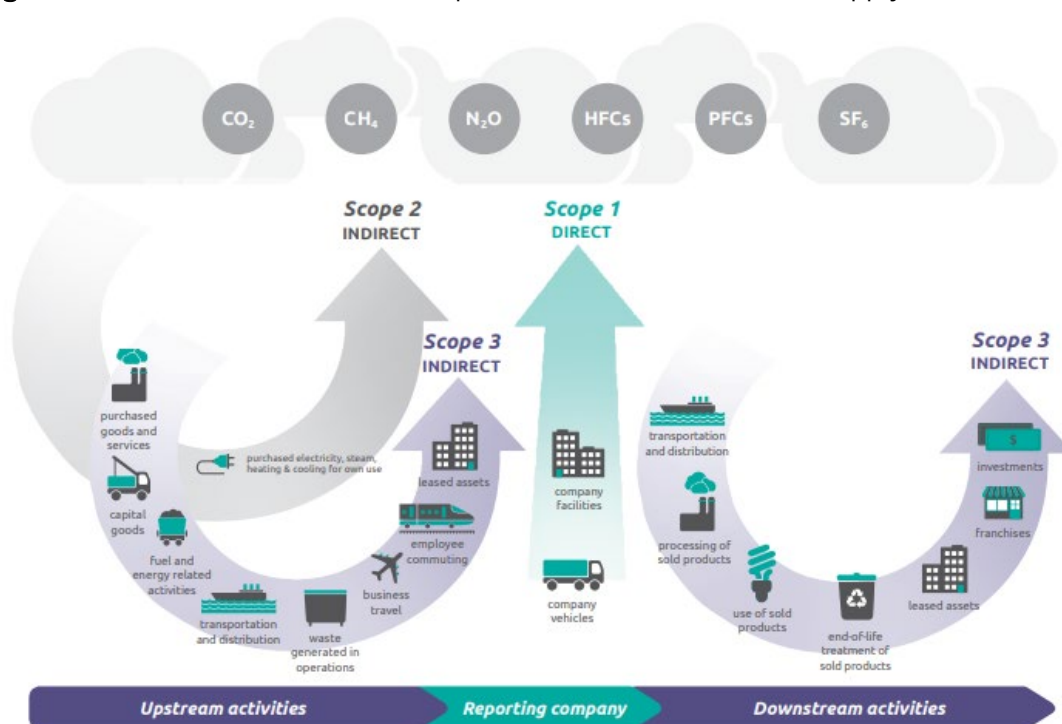 CO₂
CH₄
N₂O
HFCs
PFCs
SF₆
Scope 2
INDIRECT
Scope 1
DIRECT
Scope 3
INDIRECT
Scope 3
INDIRECT
purchased
goods and
services
capital
goods
fuel and
energy related
activities
transportation
and distribution
waste
generated in
operations
business
travel
employee
commuting
leased assets
purchased electricity, steam,
heating & cooling for own use
company
facilities
company
vehicles
transportation
and distribution
processing of
sold products
use of sold
products
end-of-life
treatment of
sold products
leased assets
franchises
investments
$
Upstream activities
Reporting company
Downstream activities